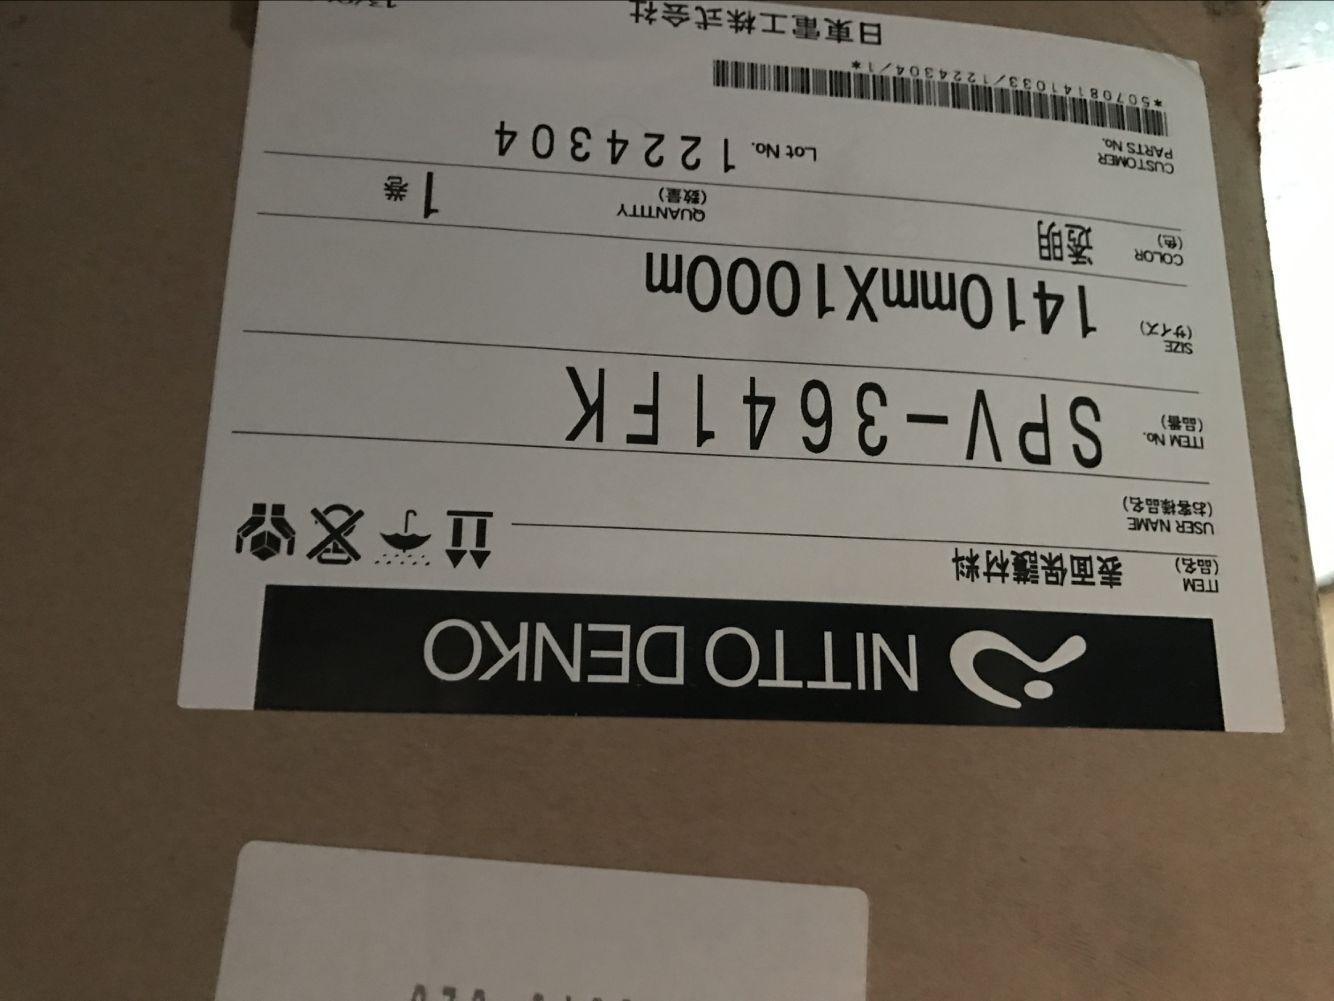 NITTO DENKO
ITEM
(品名)
表面保護材料
USER NAME
(お客様品名)
ITEM No.
(品番)
SPV-3641FK
SIZE
(サイズ)
1410mmX1000m
COLOR
(色)
透明
QUANTITY
(数量)
1巻
CUSTOMER
PARTS No.
Lot No. 1224304
*50708141033/1224304/1*
日東電工株式会社